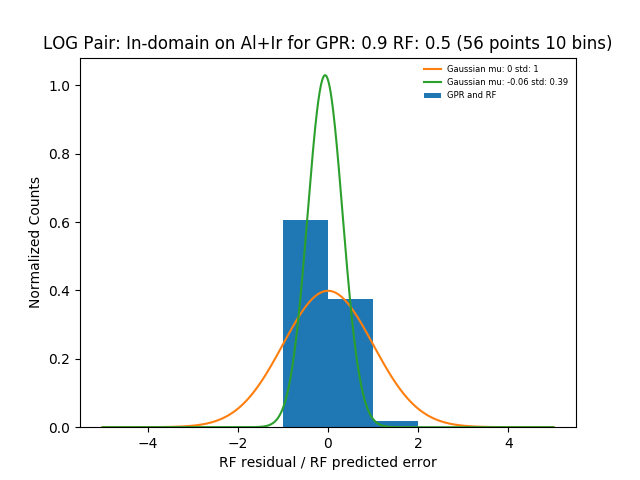 LOG Pair: In-domain on Al+Ir for GPR: 0.9 RF: 0.5 (56 points 10 bins)
Gaussian mu: 0 std: 1
Gaussian mu: -0.06 std: 0.39
GPR and RF
1.0
0.8
0.6
0.4
0.2
0.0
Normalized Counts
−4 −2 0 2 4
RF residual / RF predicted error